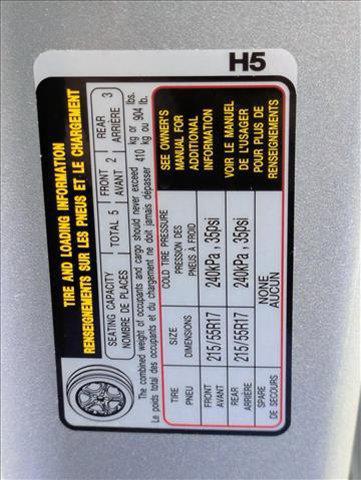 H5
TIRE AND LOADING INFORMATION
RENSEIGNEMENTS SUR LES PNEUS ET LE CHARGEMENT
SEATING CAPACITY TOTAL 5 FRONT 2 REAR 3
NOMBRE DE PLACES AVANT ARRIÈRE
The combined weight of occupants and cargo should never exceed 410 kg or 904 lbs.
Le poids total des occupants et du chargement ne doit jamais dépasser 410 kg ou 904 lb.
TIRE SIZE COLD TIRE PRESSURE SEE OWNER'S
PNEU DIMENSIONS PRESSION DES MANUAL FOR
PNEUS À FROID ADDITIONAL
FRONT 215/55R17 240kPa ,35psi INFORMATION
AVANT
REAR 215/55R17 240kPa ,35psi VOIR LE MANUEL
ARRIÈRE DE L'USAGER
SPARE NONE POUR PLUS DE
DE SECOURS AUCUN RENSEIGNEMENTS